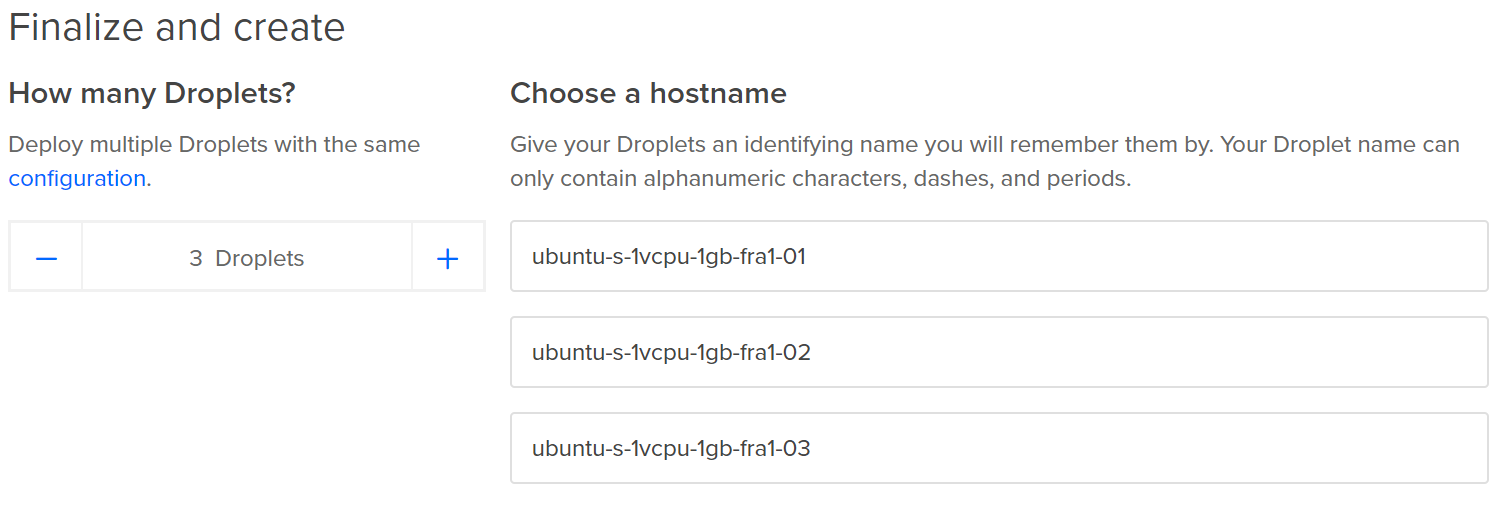 Finalize and create
How many Droplets?
Deploy multiple Droplets with the same
configuration.
3 Droplets
Choose a hostname
Give your Droplets an identifying name you will remember them by. Your Droplet name can
only contain alphanumeric characters, dashes, and periods.
ubuntu-s-1vcpu-1gb-fra1-01
ubuntu-s-1vcpu-1gb-fra1-02
ubuntu-s-1vcpu-1gb-fra1-03